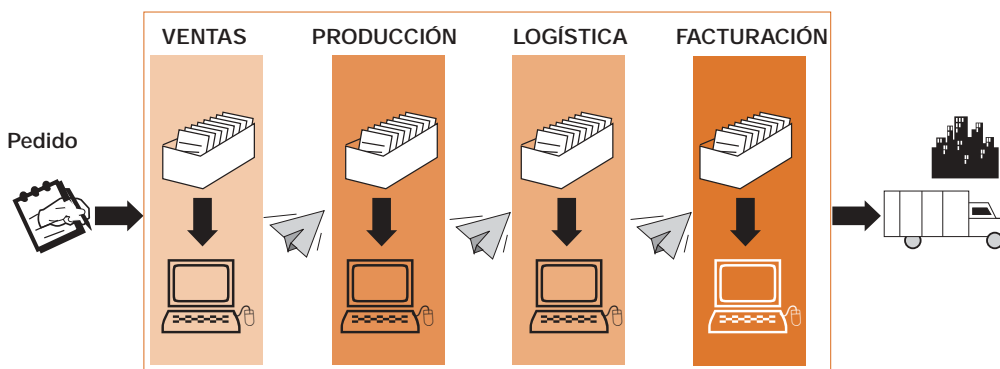 VENTAS
PRODUCCIÓN
LOGÍSTICA
FACTURACIÓN
Pedido